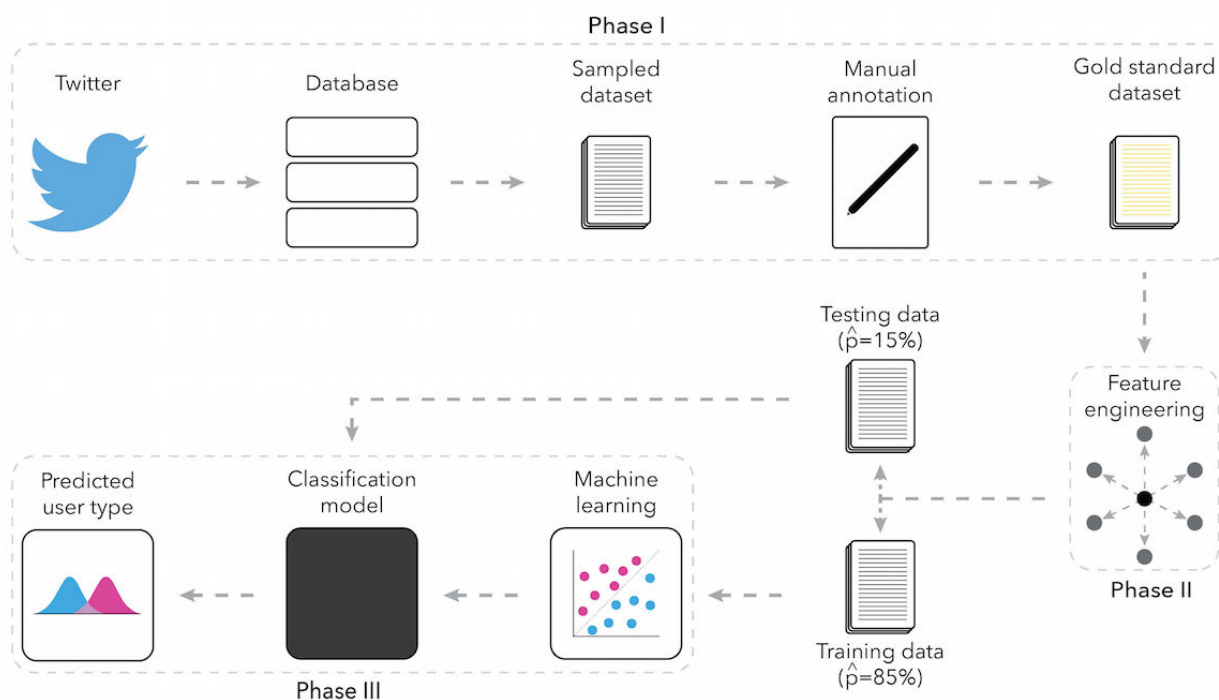 Phase I
Twitter
Database
Sampled
dataset
Manual
annotation
Gold standard
dataset
Testing data
(p̂=15%)
Feature
engineering
Phase II
Predicted
user type
Classification
model
Machine
learning
Training data
(p̂=85%)
Phase III